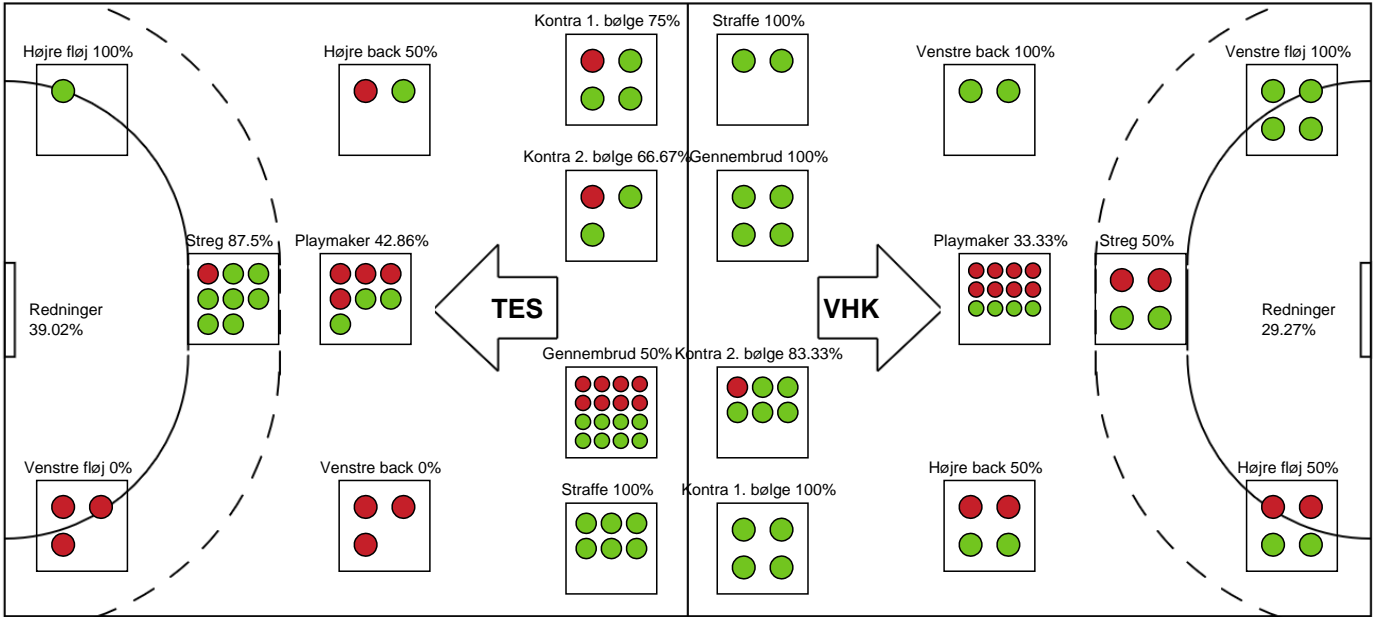 Kontra 1. bølge 75%
Straffe 100%
Højre fløj 100%
Højre back 50%
Venstre back 100%
Venstre fløj 100%
Kontra 2. bølge 66.67%
Gennembrud 100%
Streg 87.5%
Playmaker 42.86%
Playmaker 33.33%
Streg 50%
TES
VHK
Redninger
39.02%
Redninger
29.27%
Gennembrud 50%
Kontra 2. bølge 83.33%
Venstre fløj 0%
Venstre back 0%
Højre back 50%
Højre fløj 50%
Straffe 100%
Kontra 1. bølge 100%